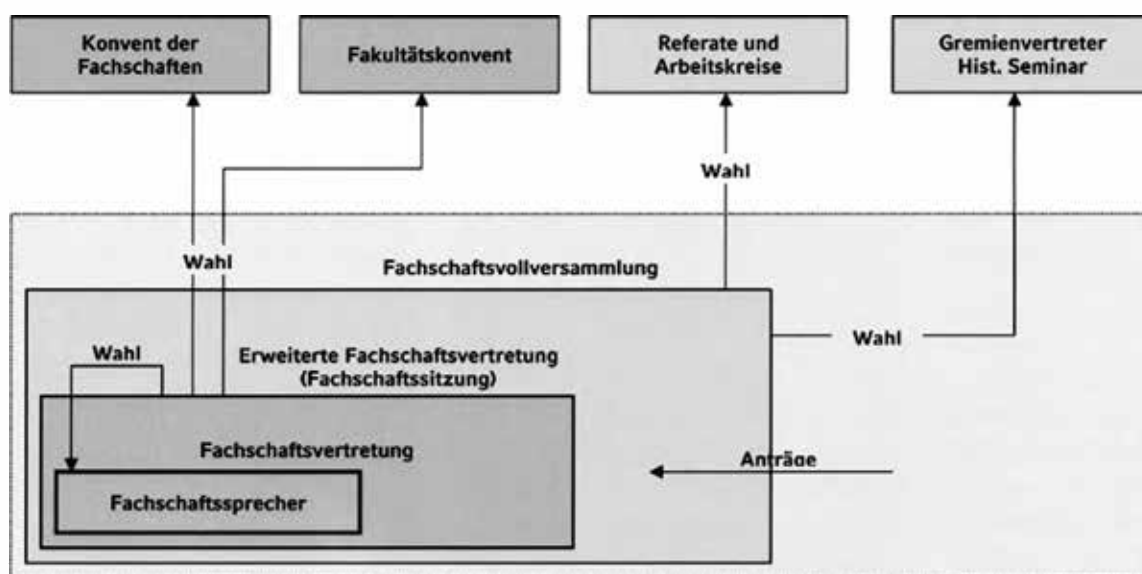 Konvent der
Fachschaften
Fakultätskonvent
Referate und
Arbeitskreise
Gremienvertreter
Hist. Seminar
Wahl
Wahl
Fachschaftsvollversammlung
Wahl
Wahl
Erweiterte Fachschaftsvertretung
(Fachschaftssitzung)
Fachschaftsvertretung
Anträge
Fachschaftssprecher